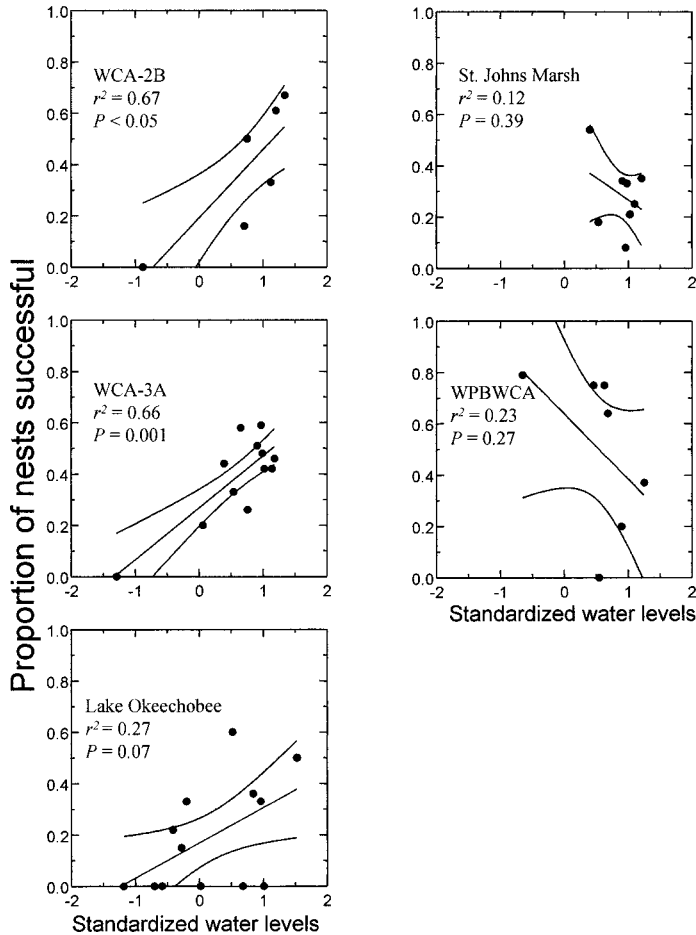 Proportion of nests successful
1.0
0.8
0.6
0.4
0.2
0.0
WCA-2B
r² = 0.67
P < 0.05
-2 -1 0 1 2
1.0
0.8
0.6
0.4
0.2
0.0
St. Johns Marsh
r² = 0.12
P = 0.39
-2 -1 0 1 2
1.0
0.8
0.6
0.4
0.2
0.0
WCA-3A
r² = 0.66
P = 0.001
-2 -1 0 1 2
1.0
0.8
0.6
0.4
0.2
0.0
WPBWCA
r² = 0.23
P = 0.27
-2 -1 0 1 2
Standardized water levels
1.0
0.8
0.6
0.4
0.2
0.0
Lake Okeechobee
r² = 0.27
P = 0.07
-2 -1 0 1 2
Standardized water levels